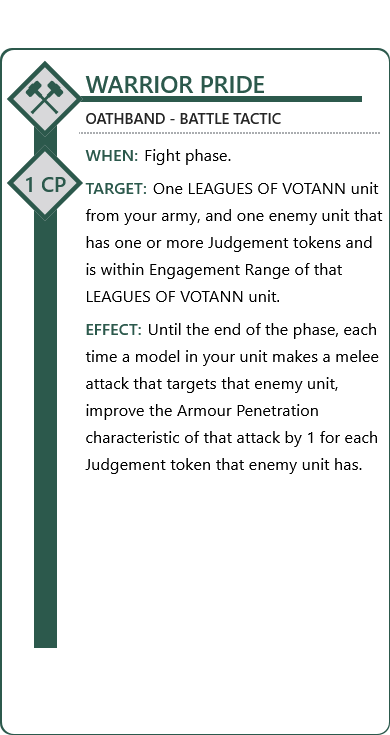 WARRIOR PRIDE
OATHBAND - BATTLE TACTIC
1 CP
WHEN: Fight phase.
TARGET: One LEAGUES OF VOTANN unit
from your army, and one enemy unit that
has one or more Judgement tokens and
is within Engagement Range of that
LEAGUES OF VOTANN unit.
EFFECT: Until the end of the phase, each
time a model in your unit makes a melee
attack that targets that enemy unit,
improve the Armour Penetration
characteristic of that attack by 1 for each
Judgement token that enemy unit has.